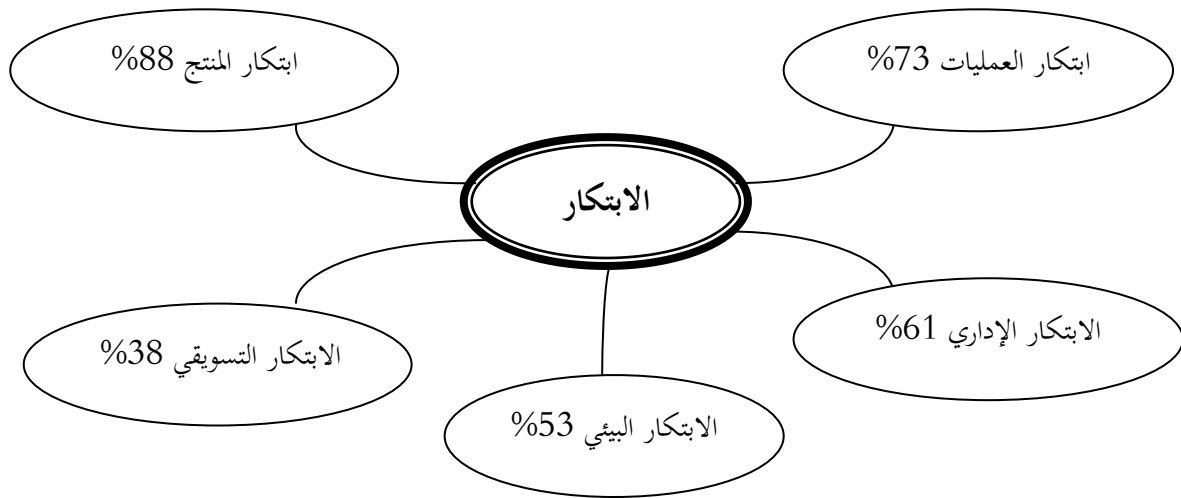 ابتكار العمليات 73%
ابتكار المنتج 88%
الابتكار
الابتكار الإداري 61%
الابتكار التسويقي 38%
الابتكار البيئي 53%